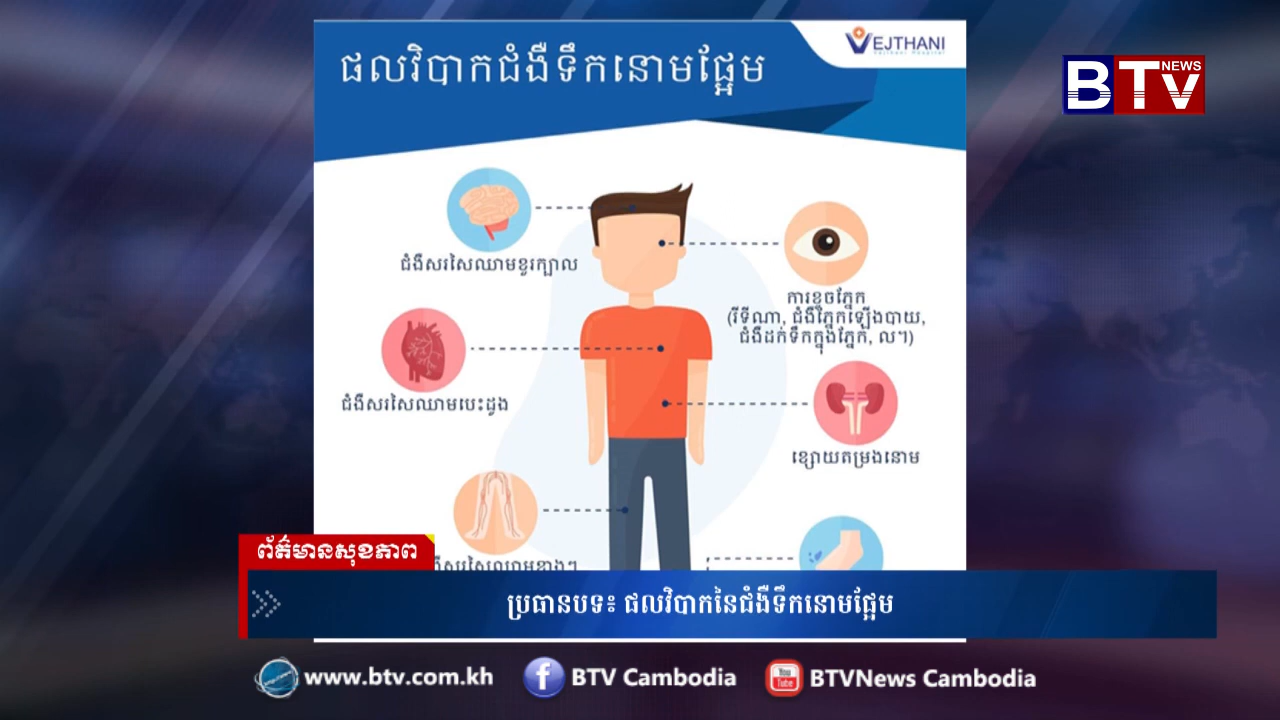 ផលវិបាកជំងឺទឹកនោមផ្អែម
VEJTHANI
Vejthani Hospital
BTV NEWS
ជំងឺសរសៃឈាមខួរក្បាល
ការខូចភ្នែក
(រីទីណា, ជំងឺភ្នែកឡើងបាយ,
ជំងឺដក់ទឹកក្នុងភ្នែក, ល។)
ជំងឺសរសៃឈាមបេះដូង
ខ្សោយតម្រងនោម
ព័ត៌មានសុខភាព
ប្រធានបទ៖ ផលវិបាកនៃជំងឺទឹកនោមផ្អែម
www.btv.com.kh
BTV Cambodia
You Tube
BTVNews Cambodia